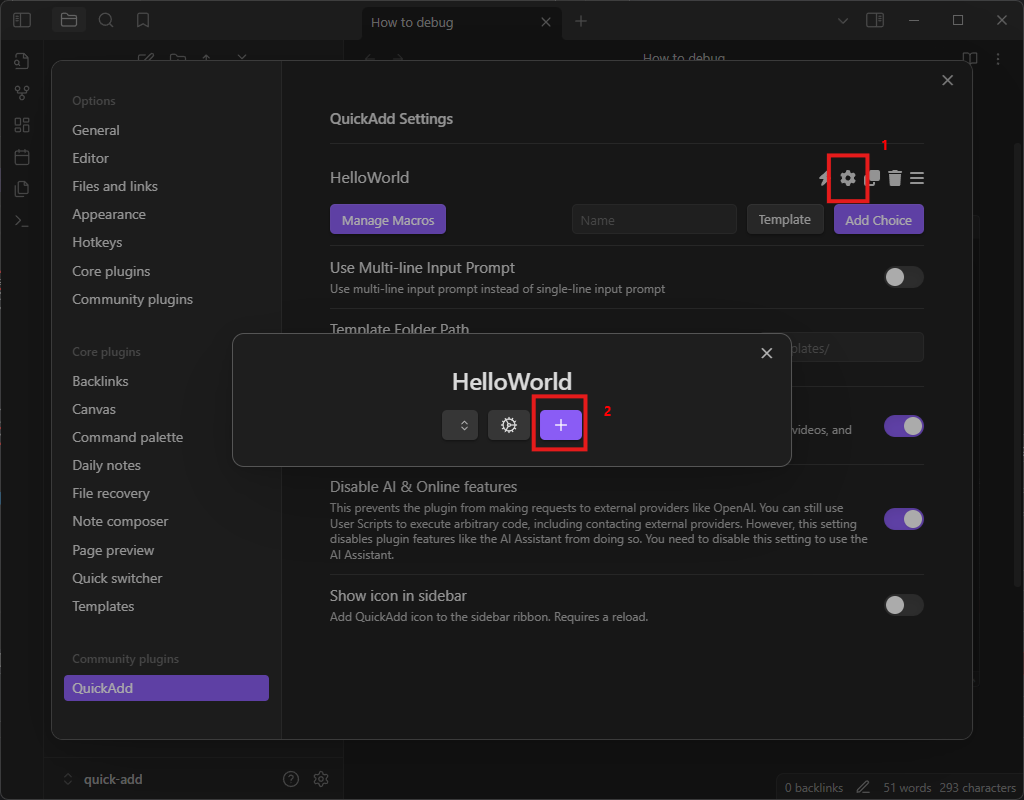 How to debug
How to debug
Options
General
Editor
Files and links
Appearance
Hotkeys
Core plugins
Community plugins
Core plugins
Backlinks
Canvas
Command palette
Daily notes
File recovery
Note composer
Page preview
Quick switcher
Templates
Community plugins
QuickAdd
QuickAdd Settings
1
HelloWorld
Manage Macros
Name
Template
Add Choice
Use Multi-line Input Prompt
Use multi-line input prompt instead of single-line input prompt
Template Folder Path
plates/
HelloWorld
2
videos, and
Disable AI & Online features
This prevents the plugin from making requests to external providers like OpenAI. You can still use
User Scripts to execute arbitrary code, including contacting external providers. However, this setting
disables plugin features like the AI Assistant from doing so. You need to disable this setting to use the
AI Assistant.
Show icon in sidebar
Add QuickAdd icon to the sidebar ribbon. Requires a reload.
quick-add
0 backlinks
51 words
293 characters